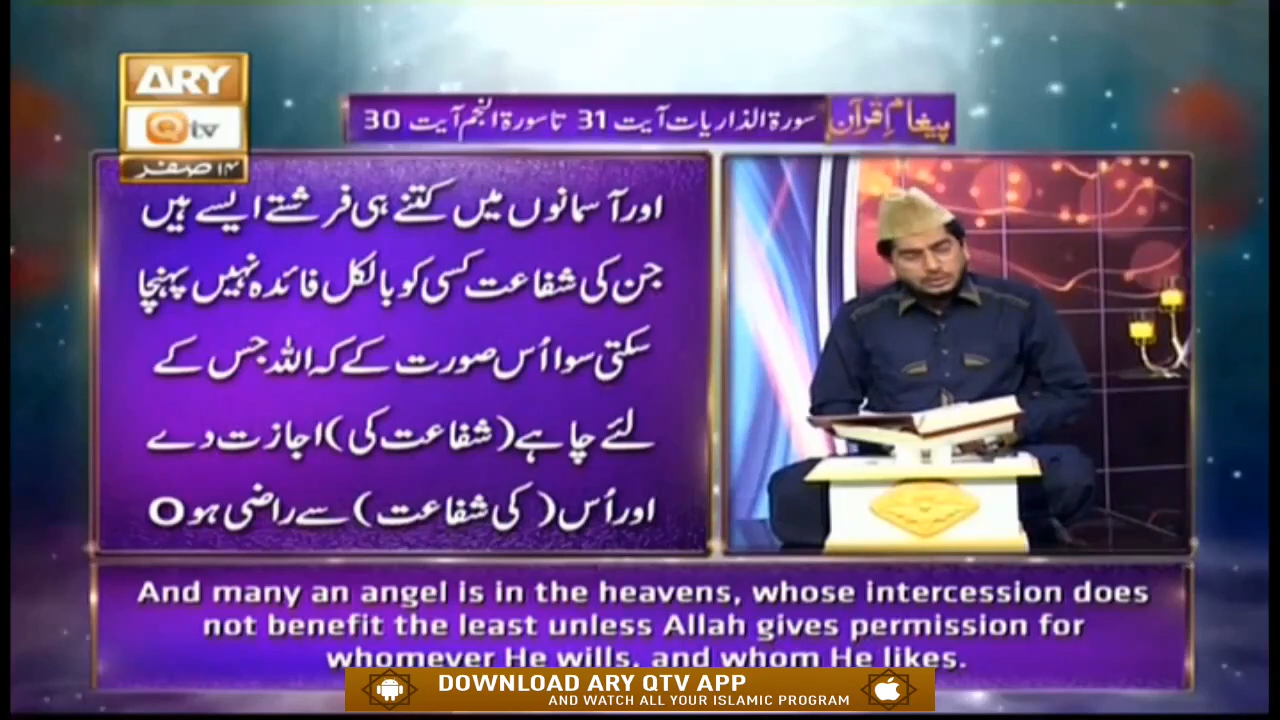 ARY
Qtv
۱۴ صفر
پیغامِ قرآن
سورۃ الذاریات آیت 31 تا سورۃ النجم آیت 30
اور آسمانوں میں کتنے ہی فرشتے ایسے ہیں
جن کی شفاعت کسی کو بالکل فائدہ نہیں پہنچا
سکتی سوا اُس صورت کے کہ اللہ جس کے
لئے چاہے (شفاعت کی) اجازت دے
اور اُس (کی شفاعت) سے راضی ہو O
And many an angel is in the heavens, whose intercession does
not benefit the least unless Allah gives permission for
whomever He wills, and whom He likes.
DOWNLOAD ARY QTV APP
AND WATCH ALL YOUR ISLAMIC PROGRAM